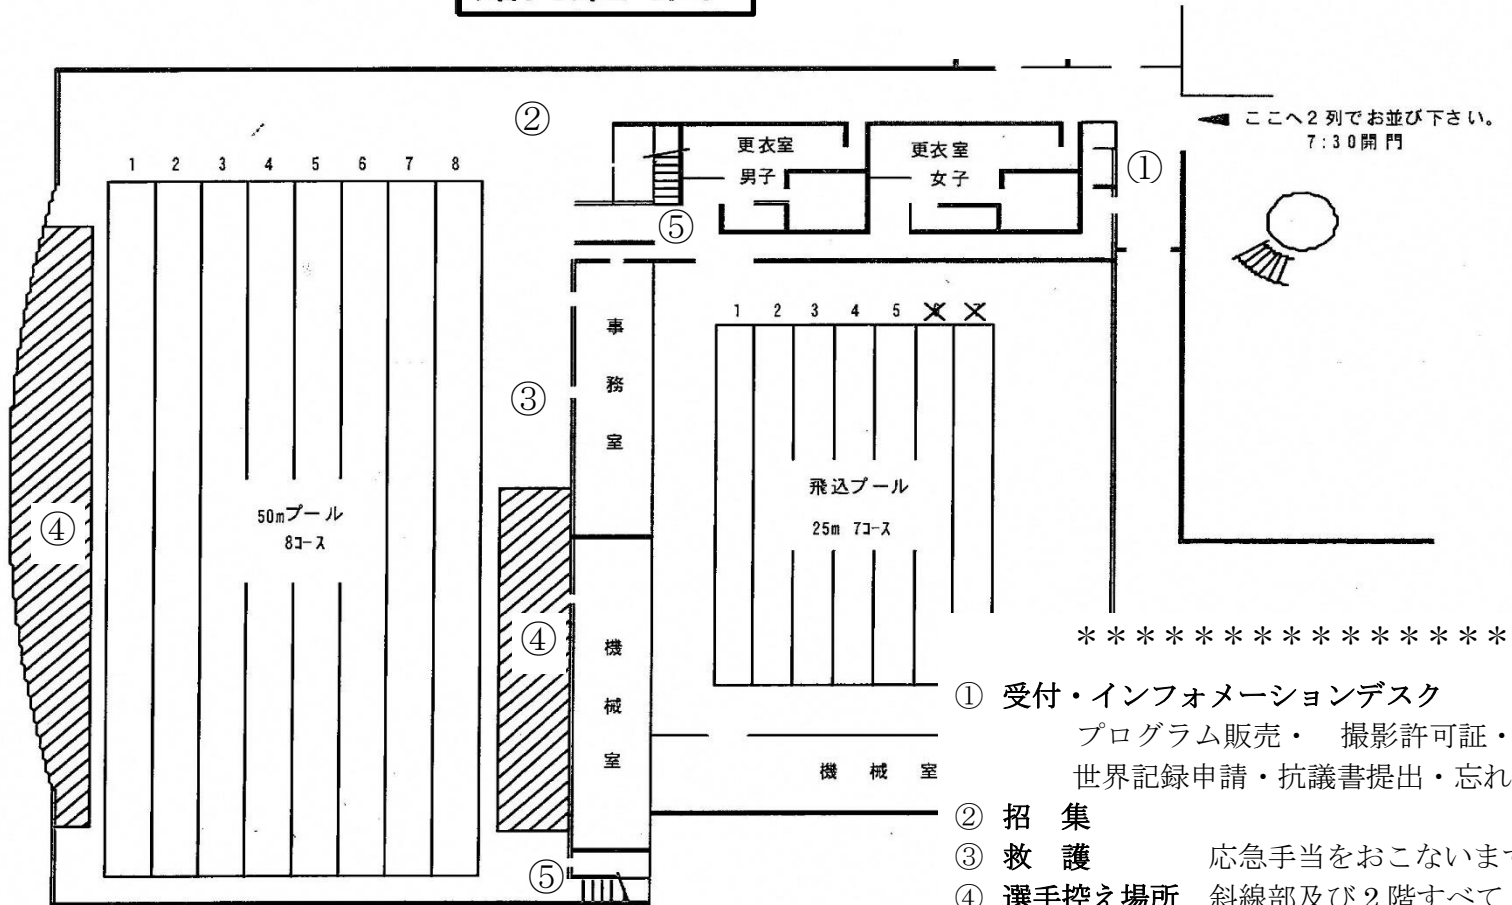 ②
ここへ2列でお並び下さい。
7:30開門
更衣室
男子
更衣室
女子
①
1 2 3 4 5 6 7 8
⑤
1 2 3 4 5 6 7
事務室
③
飛込プール
25m 7コース
50mプール
8コース
④
④
機械室
機械室
⑤
＊＊＊＊＊＊＊＊＊＊＊＊＊＊＊
① 受付・インフォメーションデスク
プログラム販売・ 撮影許可証・
世界記録申請・抗議書提出・忘れ
② 招 集
③ 救 護 応急手当をおこないます
④ 選手控え場所 斜線部及び２階すべて